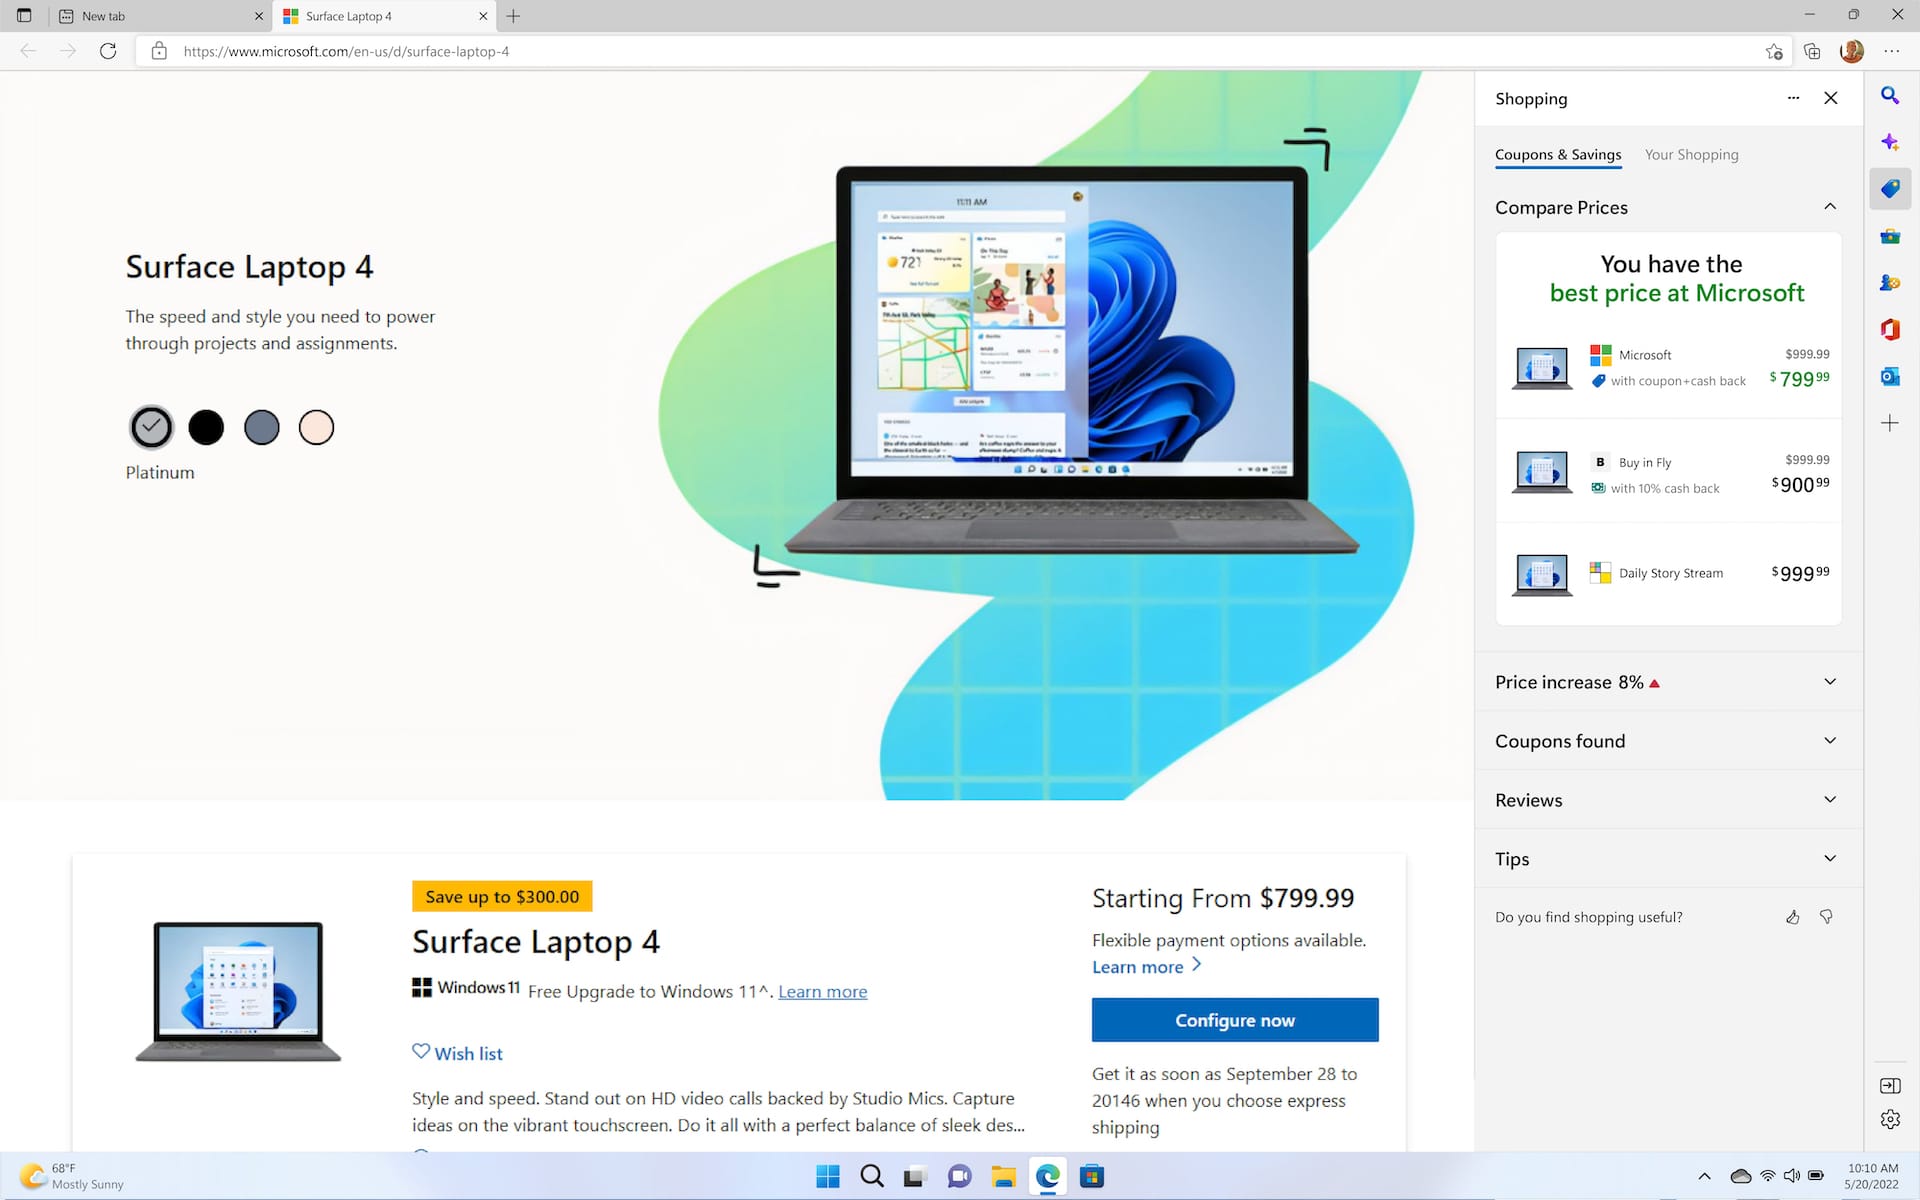 New tab
Surface Laptop 4
https://www.microsoft.com/en-us/d/surface-laptop-4
Surface Laptop 4
The speed and style you need to power
through projects and assignments.
Platinum
11:11 AM
72°
Shopping
Coupons & Savings
Your Shopping
Compare Prices
You have the
best price at Microsoft
Microsoft
$999.99
with coupon+cash back
$799.99
B
Buy in Fly
$999.99
with 10% cash back
$900.99
Daily Story Stream
$999.99
Price increase 8%
Coupons found
Reviews
Tips
Do you find shopping useful?
Save up to $300.00
Surface Laptop 4
Windows 11 Free Upgrade to Windows 11^. Learn more
Wish list
Style and speed. Stand out on HD video calls backed by Studio Mics. Capture
ideas on the vibrant touchscreen. Do it all with a perfect balance of sleek des...
Starting From $799.99
Flexible payment options available.
Learn more
Configure now
Get it as soon as September 28 to
20146 when you choose express
shipping
68°F
Mostly Sunny
10:10 AM
5/20/2022